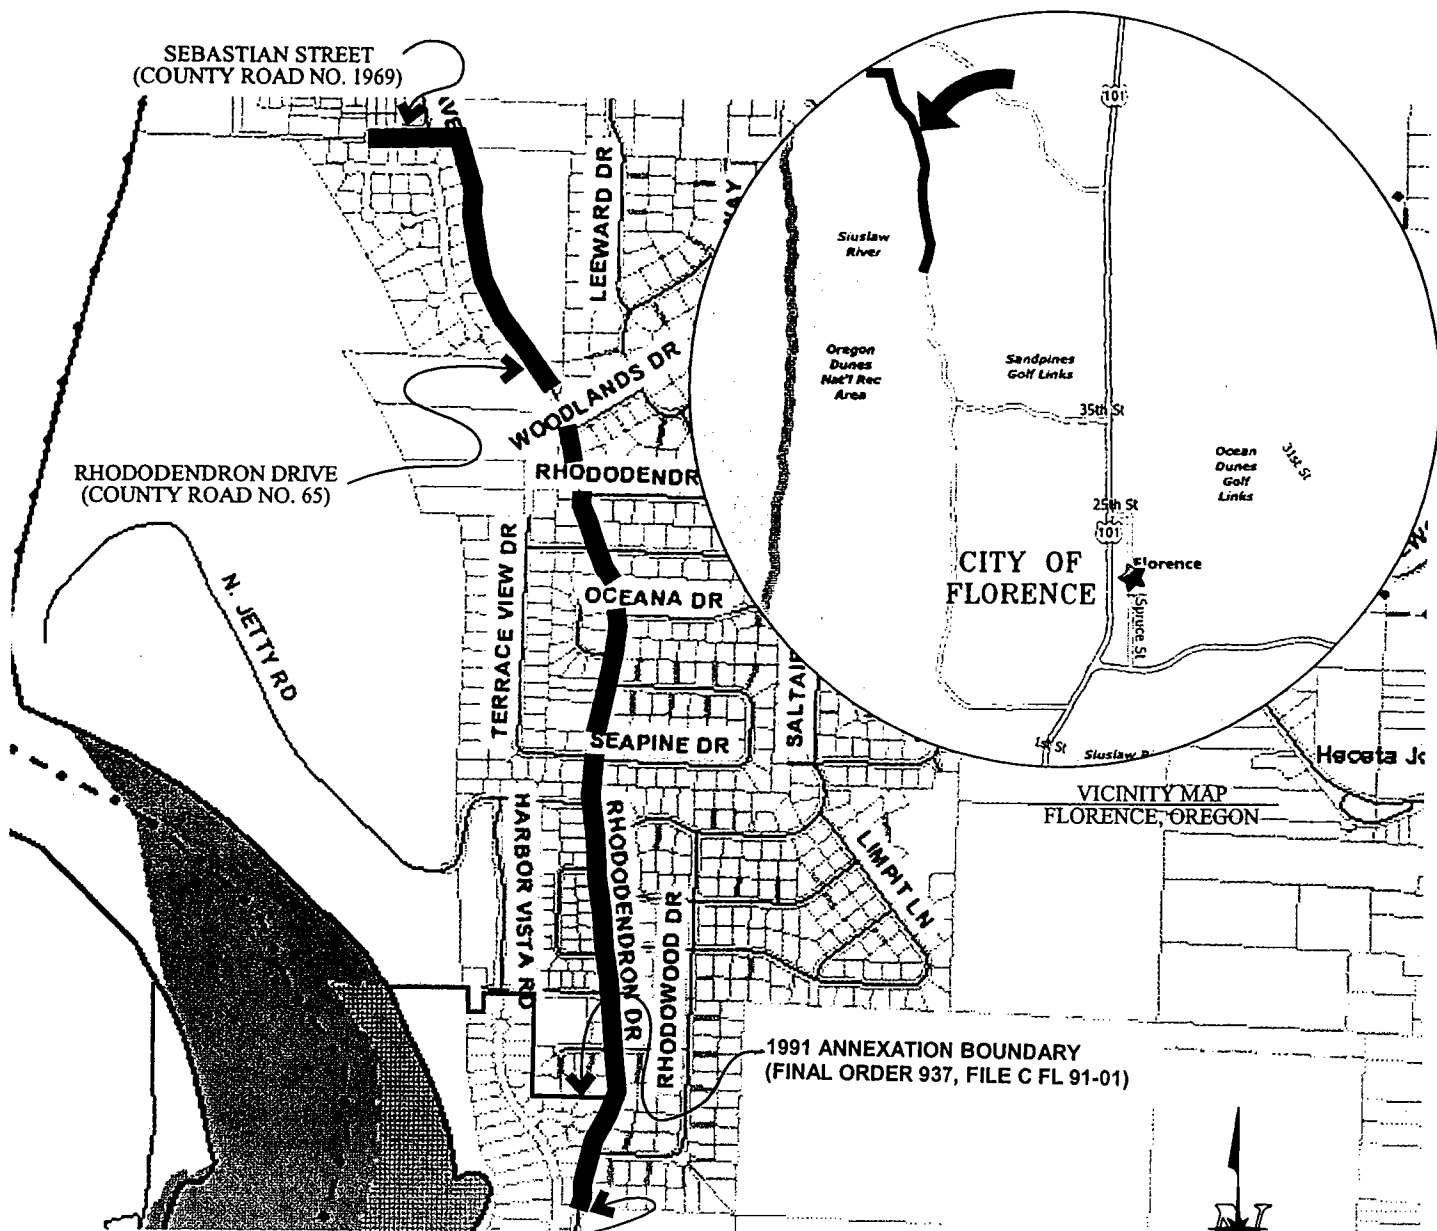 SEBASTIAN STREET
(COUNTY ROAD NO. 1969)
LEEWARD DR
WOODLANDS DR
RHODODENDRON DRIVE
(COUNTY ROAD NO. 65)
RHODODENDR
TERRACE VIEW DR
OCEANA DR
N. JETTY RD
SEAPINE DR
HARBOR VISTA RD
RHODODENDRON DR
RHODOWOOD DR
LIMPIT LN
101
Siuslaw
River
Oregon
Dunes
Nat'l Rec
Area
Sandpines
Golf Links
35th St
Ocean
Dunes
Golf
Links
31st St
25th St
101
CITY OF
FLORENCE
Florence
Spruce St
1st St
Siuslaw
VICINITY MAP
FLORENCE, OREGON
Heceta
1991 ANNEXATION BOUNDARY
(FINAL ORDER 937, FILE C FL 91-01)
N